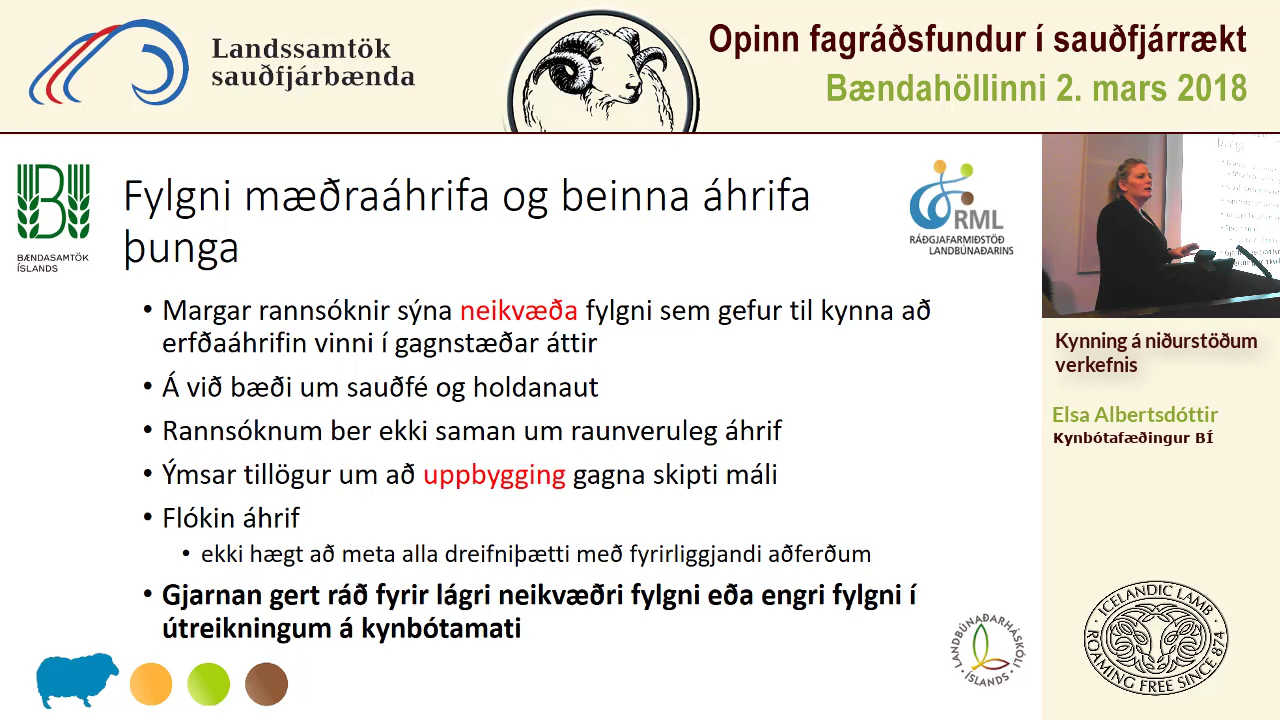 Landssamtök
sauðfjárbænda
Opinn fagráðsfundur í sauðfjárrækt
Bændahöllinni 2. mars 2018
BÆNDASAMTÖK
ÍSLANDS
Fylgni mæðraáhrifa og beinna áhrifa
þunga
RML
RÁÐGJAFARMIÐSTÖÐ
LANDBÚNAÐARINS
• Margar rannsóknir sýna neikvæða fylgni sem gefur til kynna að
erfðaáhrifin vinni í gagnstæðar áttir
• Á við bæði um sauðfé og holdanaut
• Rannsóknum ber ekki saman um raunveruleg áhrif
• Ýmsar tillögur um að uppbygging gagna skipti máli
• Flókin áhrif
• ekki hægt að meta alla dreifniþætti með fyrirliggjandi aðferðum
• Gjarnan gert ráð fyrir lágri neikvæðri fylgni eða engri fylgni í
útreikningum á kynbótamati
LANDBÚNAÐARHÁSKÓLI
ÍSLANDS
Kynning á niðurstöðum
verkefnis
Elsa Albertsdóttir
Kynbótafæðingur BÍ
ICELANDIC LAMB
ROAMING FREE SINCE 874